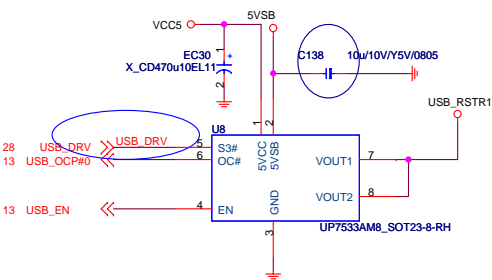 VCC5
5VSB
EC30
X_CD470u10EL11
1
+
2
C138
10u/10V/Y5V/0805
USB_RSTR1
1
2
U8
28 USB_DRV
USB_DRV
5
S3#
13 USB_OCP#0
6
OC#
5VCC
5VSB
VOUT1
7
VOUT2
8
13 USB_EN
4
EN
GND
3
UP7533AM8_SOT23-8-RH